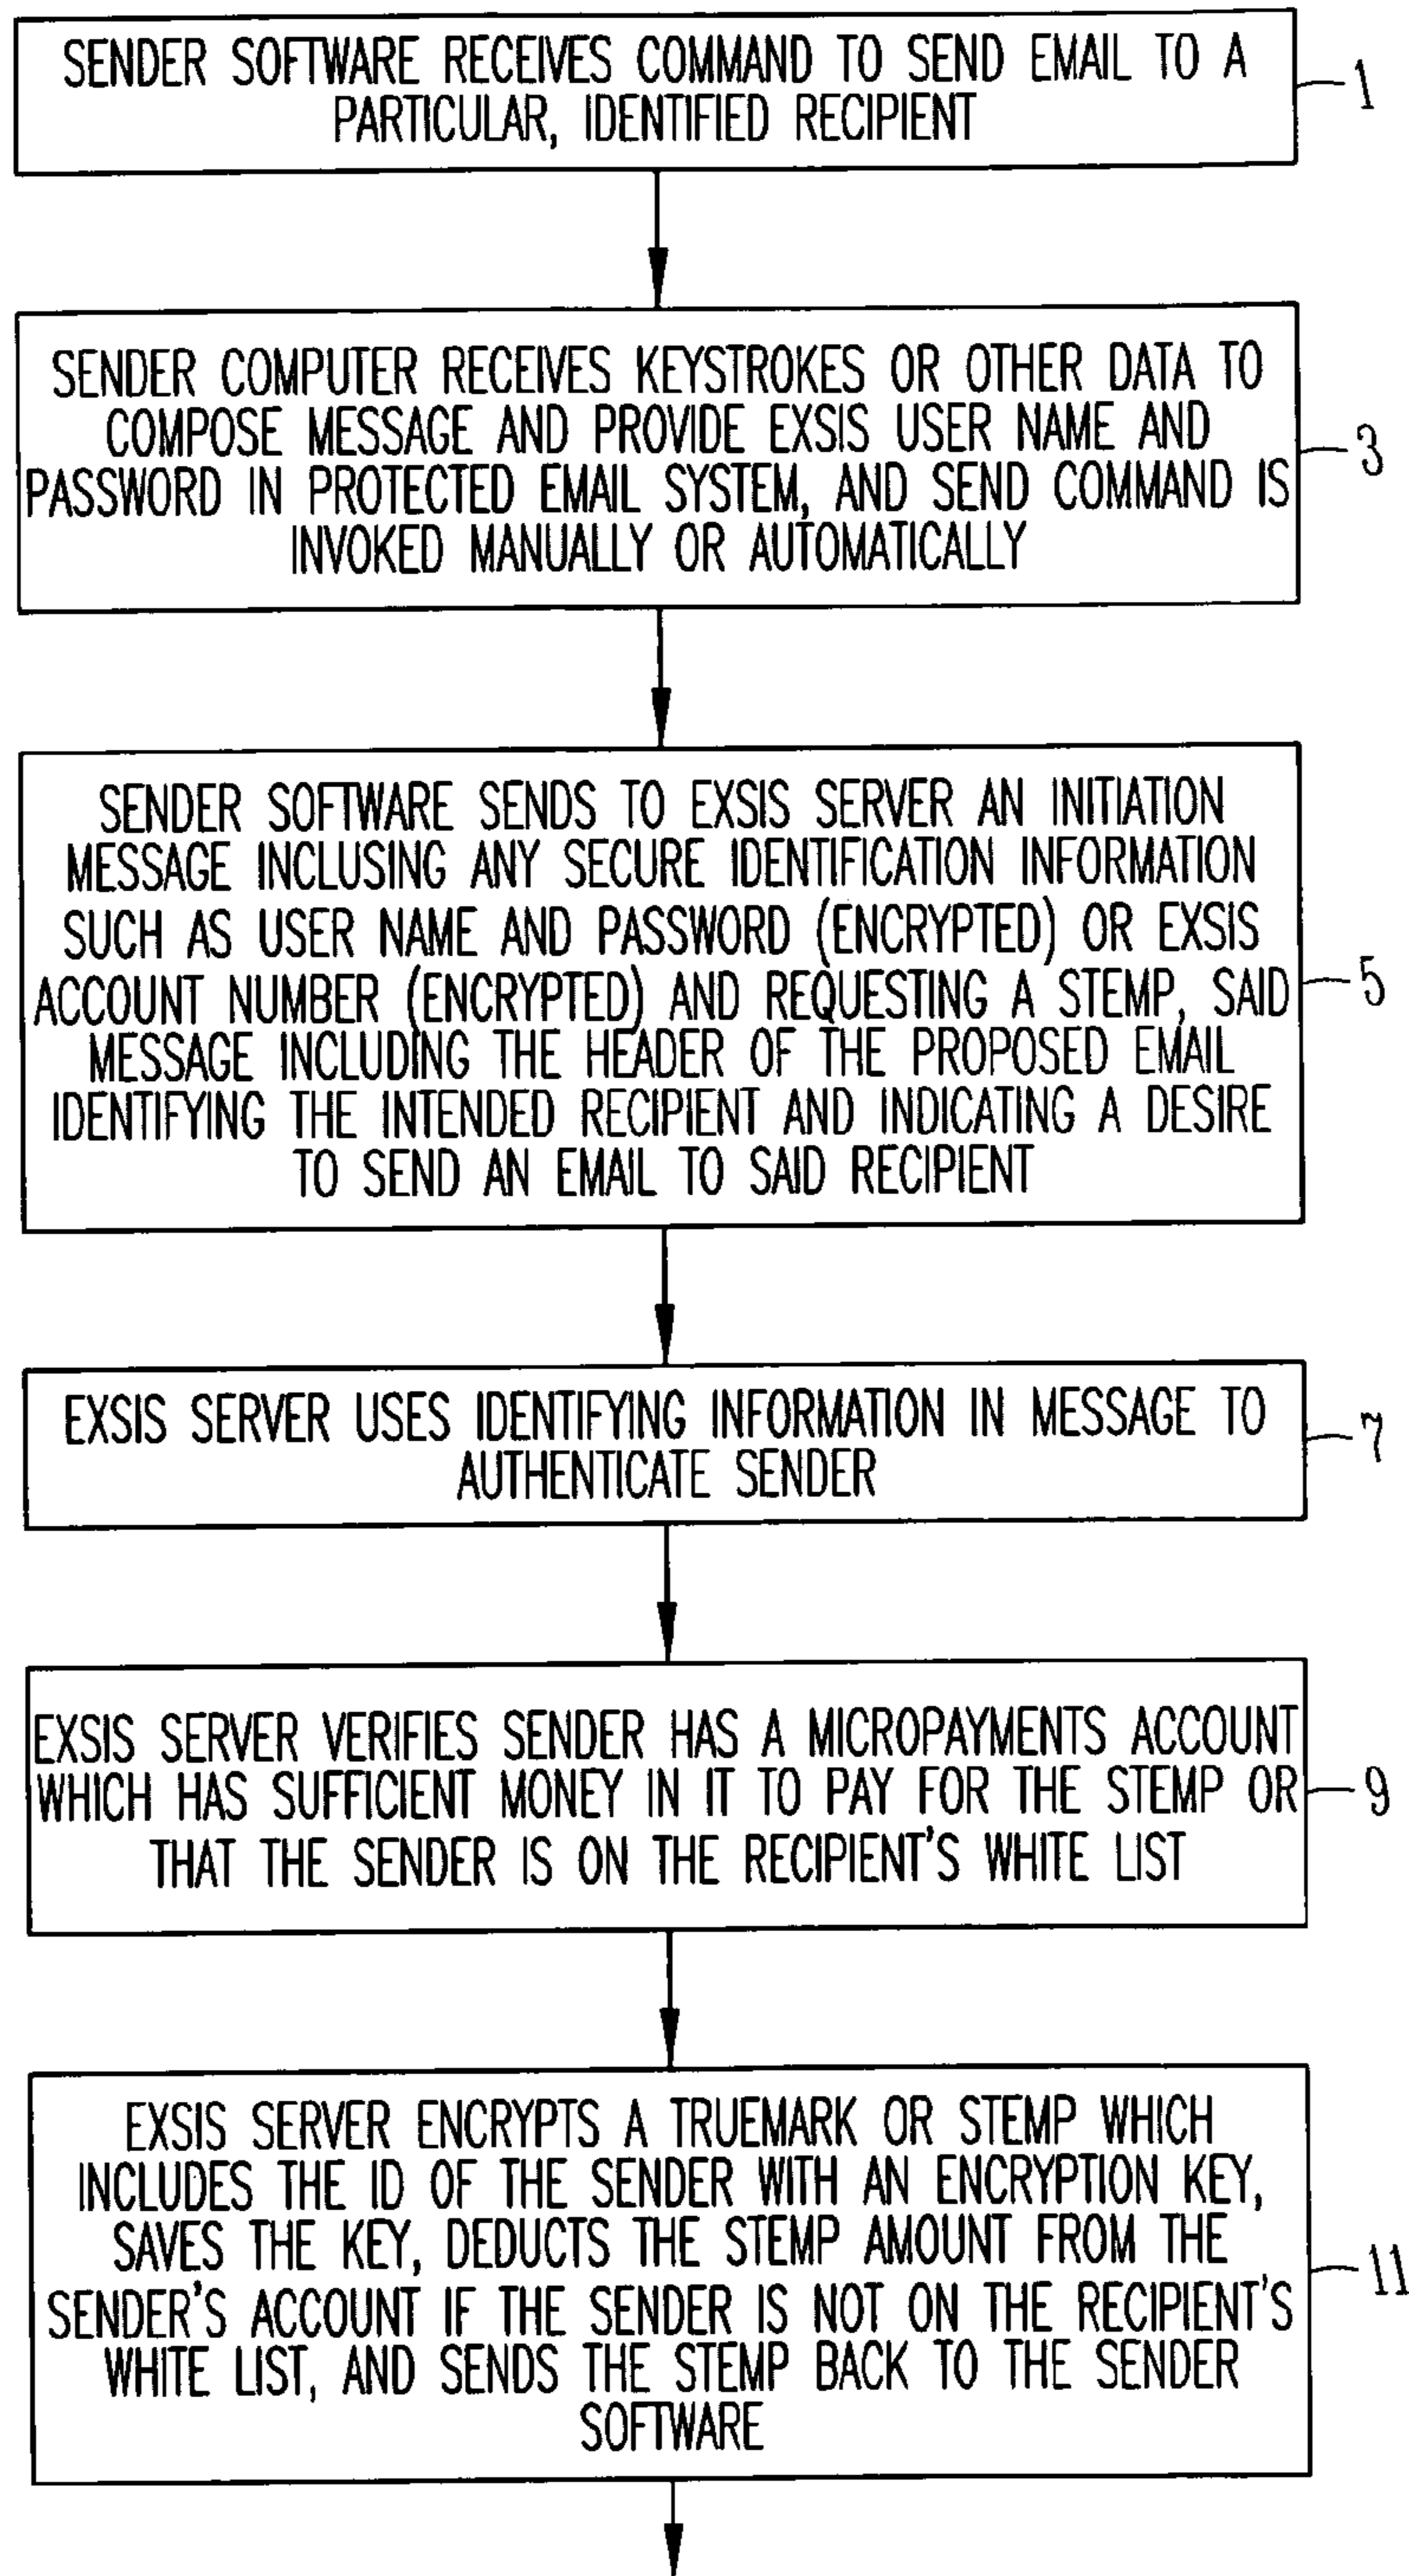 SENDER SOFTWARE RECEIVES COMMAND TO SEND EMAIL TO A
PARTICULAR, IDENTIFIED RECIPIENT
1
SENDER COMPUTER RECEIVES KEYSTROKES OR OTHER DATA TO
COMPOSE MESSAGE AND PROVIDE EXSIS USER NAME AND
PASSWORD IN PROTECTED EMAIL SYSTEM, AND SEND COMMAND IS
INVOKED MANUALLY OR AUTOMATICALLY
3
SENDER SOFTWARE SENDS TO EXSIS SERVER AN INITIATION
MESSAGE INCLUSING ANY SECURE IDENTIFICATION INFORMATION
SUCH AS USER NAME AND PASSWORD (ENCRYPTED) OR EXSIS
ACCOUNT NUMBER (ENCRYPTED) AND REQUESTING A STEMP, SAID
MESSAGE INCLUDING THE HEADER OF THE PROPOSED EMAIL
IDENTIFYING THE INTENDED RECIPIENT AND INDICATING A DESIRE
TO SEND AN EMAIL TO SAID RECIPIENT
5
EXSIS SERVER USES IDENTIFYING INFORMATION IN MESSAGE TO
AUTHENTICATE SENDER
7
EXSIS SERVER VERIFIES SENDER HAS A MICROPAYMENTS ACCOUNT
WHICH HAS SUFFICIENT MONEY IN IT TO PAY FOR THE STEMP OR
THAT THE SENDER IS ON THE RECIPIENT'S WHITE LIST
9
EXSIS SERVER ENCRYPTS A TRUEMARK OR STEMP WHICH
INCLUDES THE ID OF THE SENDER WITH AN ENCRYPTION KEY,
SAVES THE KEY, DEDUCTS THE STEMP AMOUNT FROM THE
SENDER'S ACCOUNT IF THE SENDER IS NOT ON THE RECIPIENT'S
WHITE LIST, AND SENDS THE STEMP BACK TO THE SENDER
SOFTWARE
11